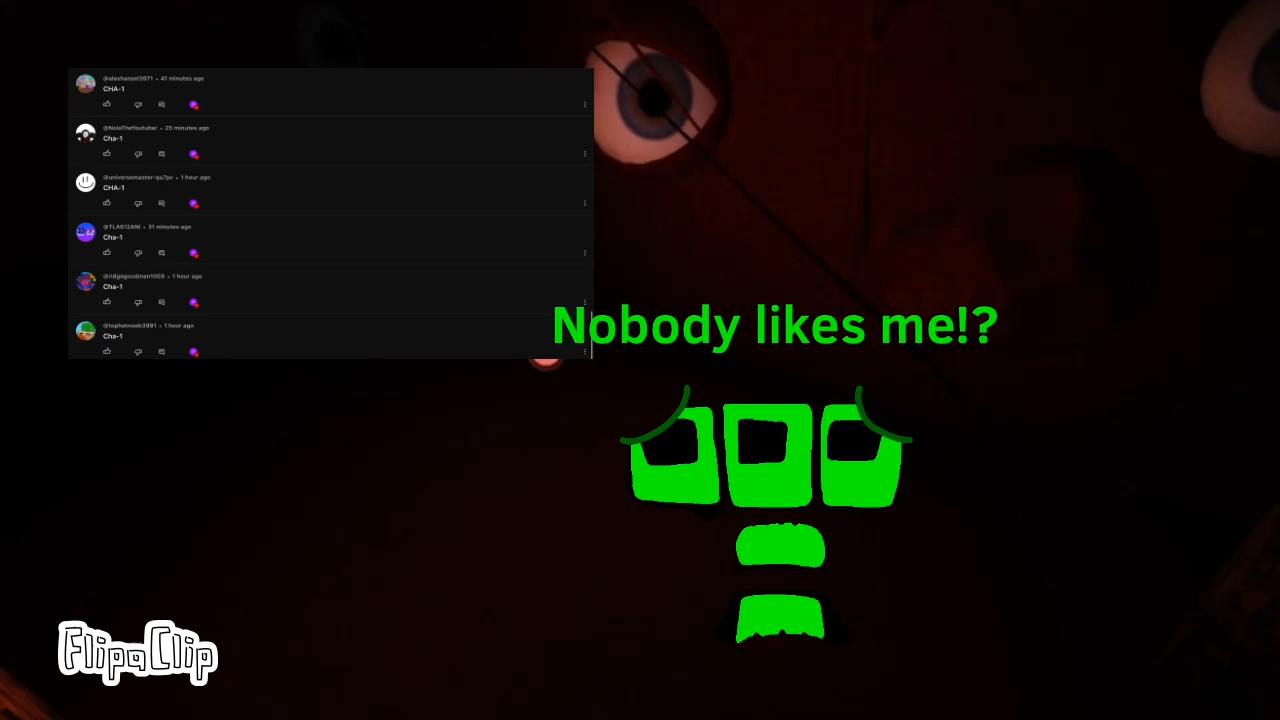 @alexhansel3971 • 41 minutes ago
CHA-1
@NolaTheYoutuber • 25 minutes ago
Cha-1
@universemaster-qu7px • 1 hour ago
CHA-1
@TLA612ANI • 31 minutes ago
Cha-1
@ridgegoodman1009 • 1 hour ago
Cha-1
@tophatnoob3991 • 1 hour ago
Cha-1
Nobody likes me!?
FlipaClip